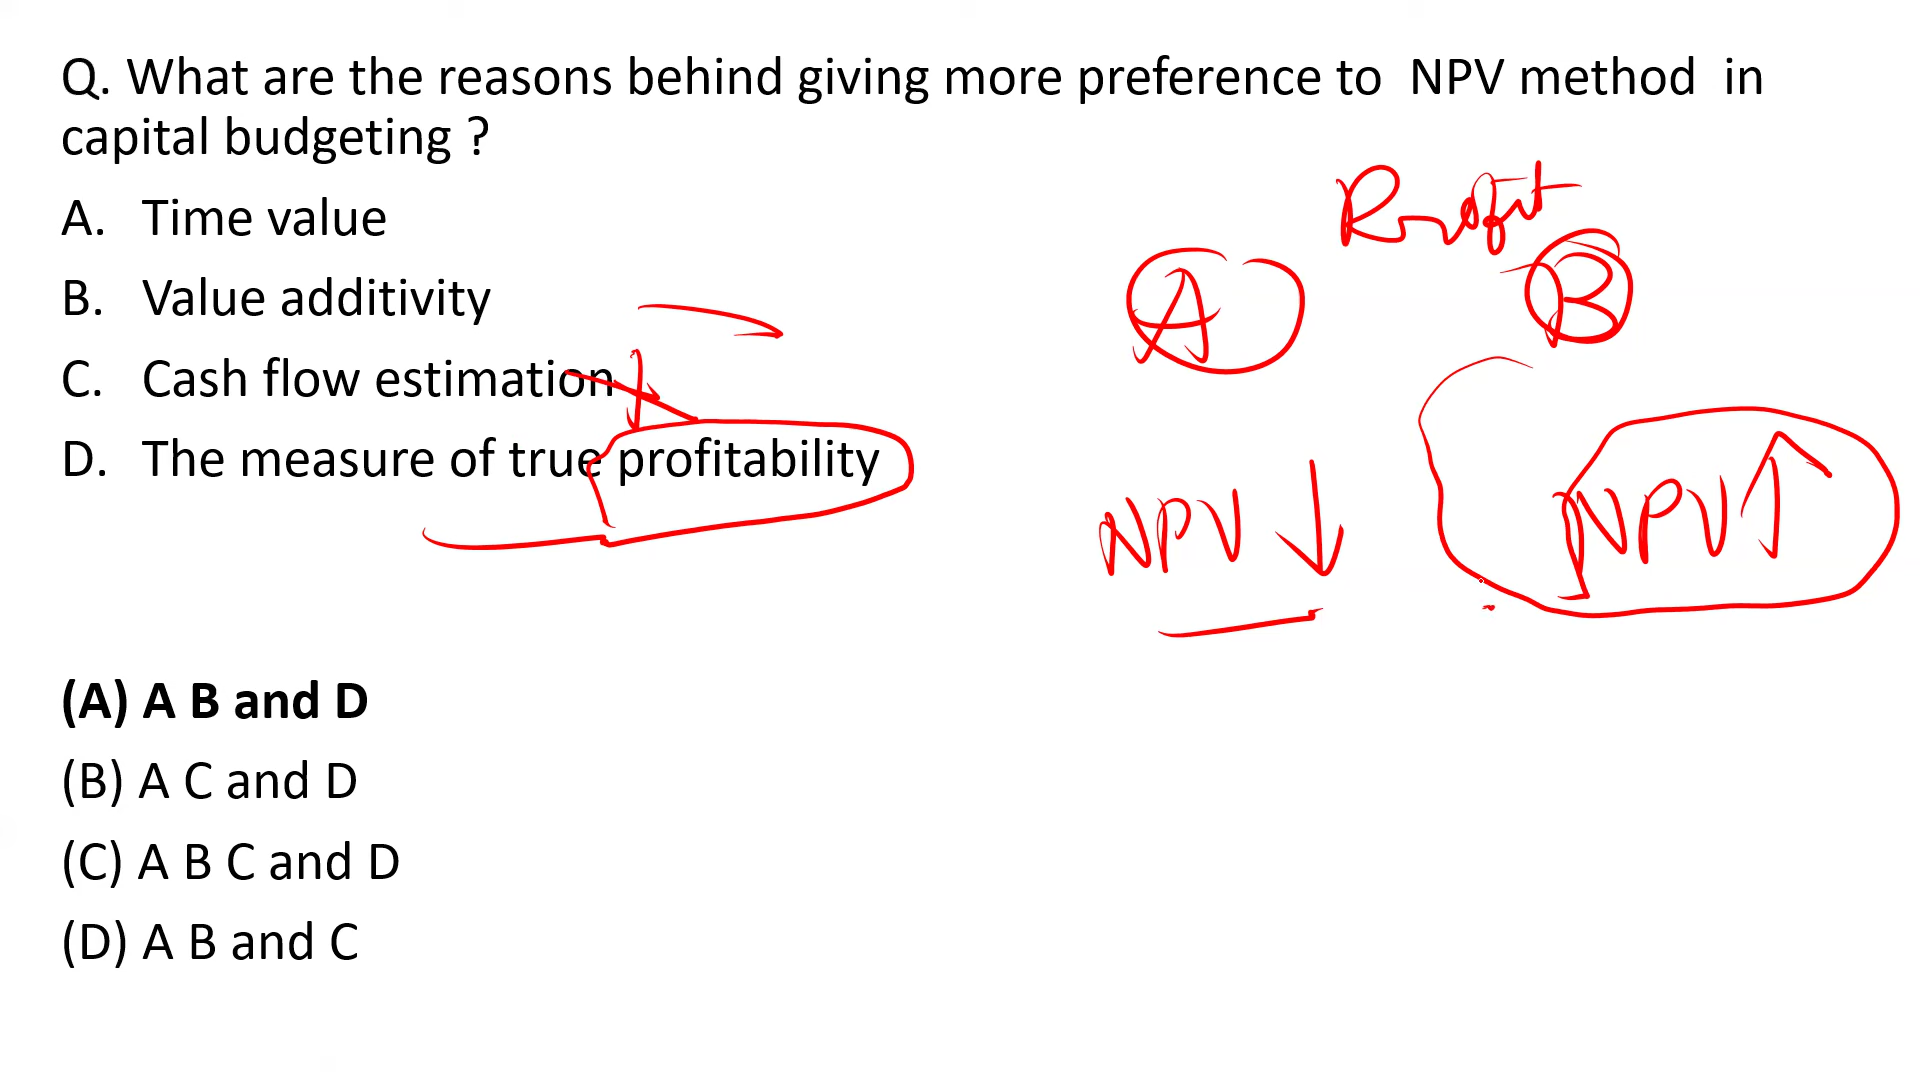 Q. What are the reasons behind giving more preference to NPV method in
capital budgeting ?
A. Time value
B. Value additivity
C. Cash flow estimation
D. The measure of true profitability
Profit
A B
NPV ↓ NPV ↑
(A) A B and D
(B) A C and D
(C) A B C and D
(D) A B and C